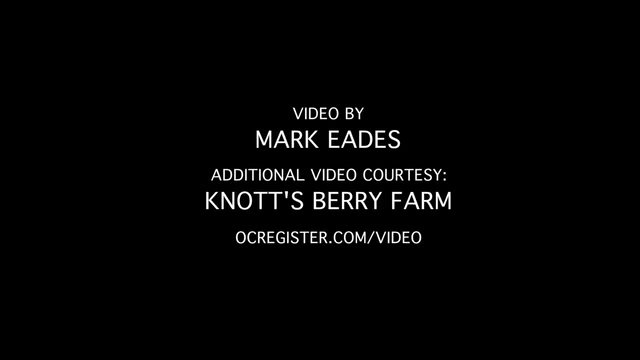 VIDEO BY
MARK EADES
ADDITIONAL VIDEO COURTESY:
KNOTT'S BERRY FARM
OCREGISTER.COM/VIDEO